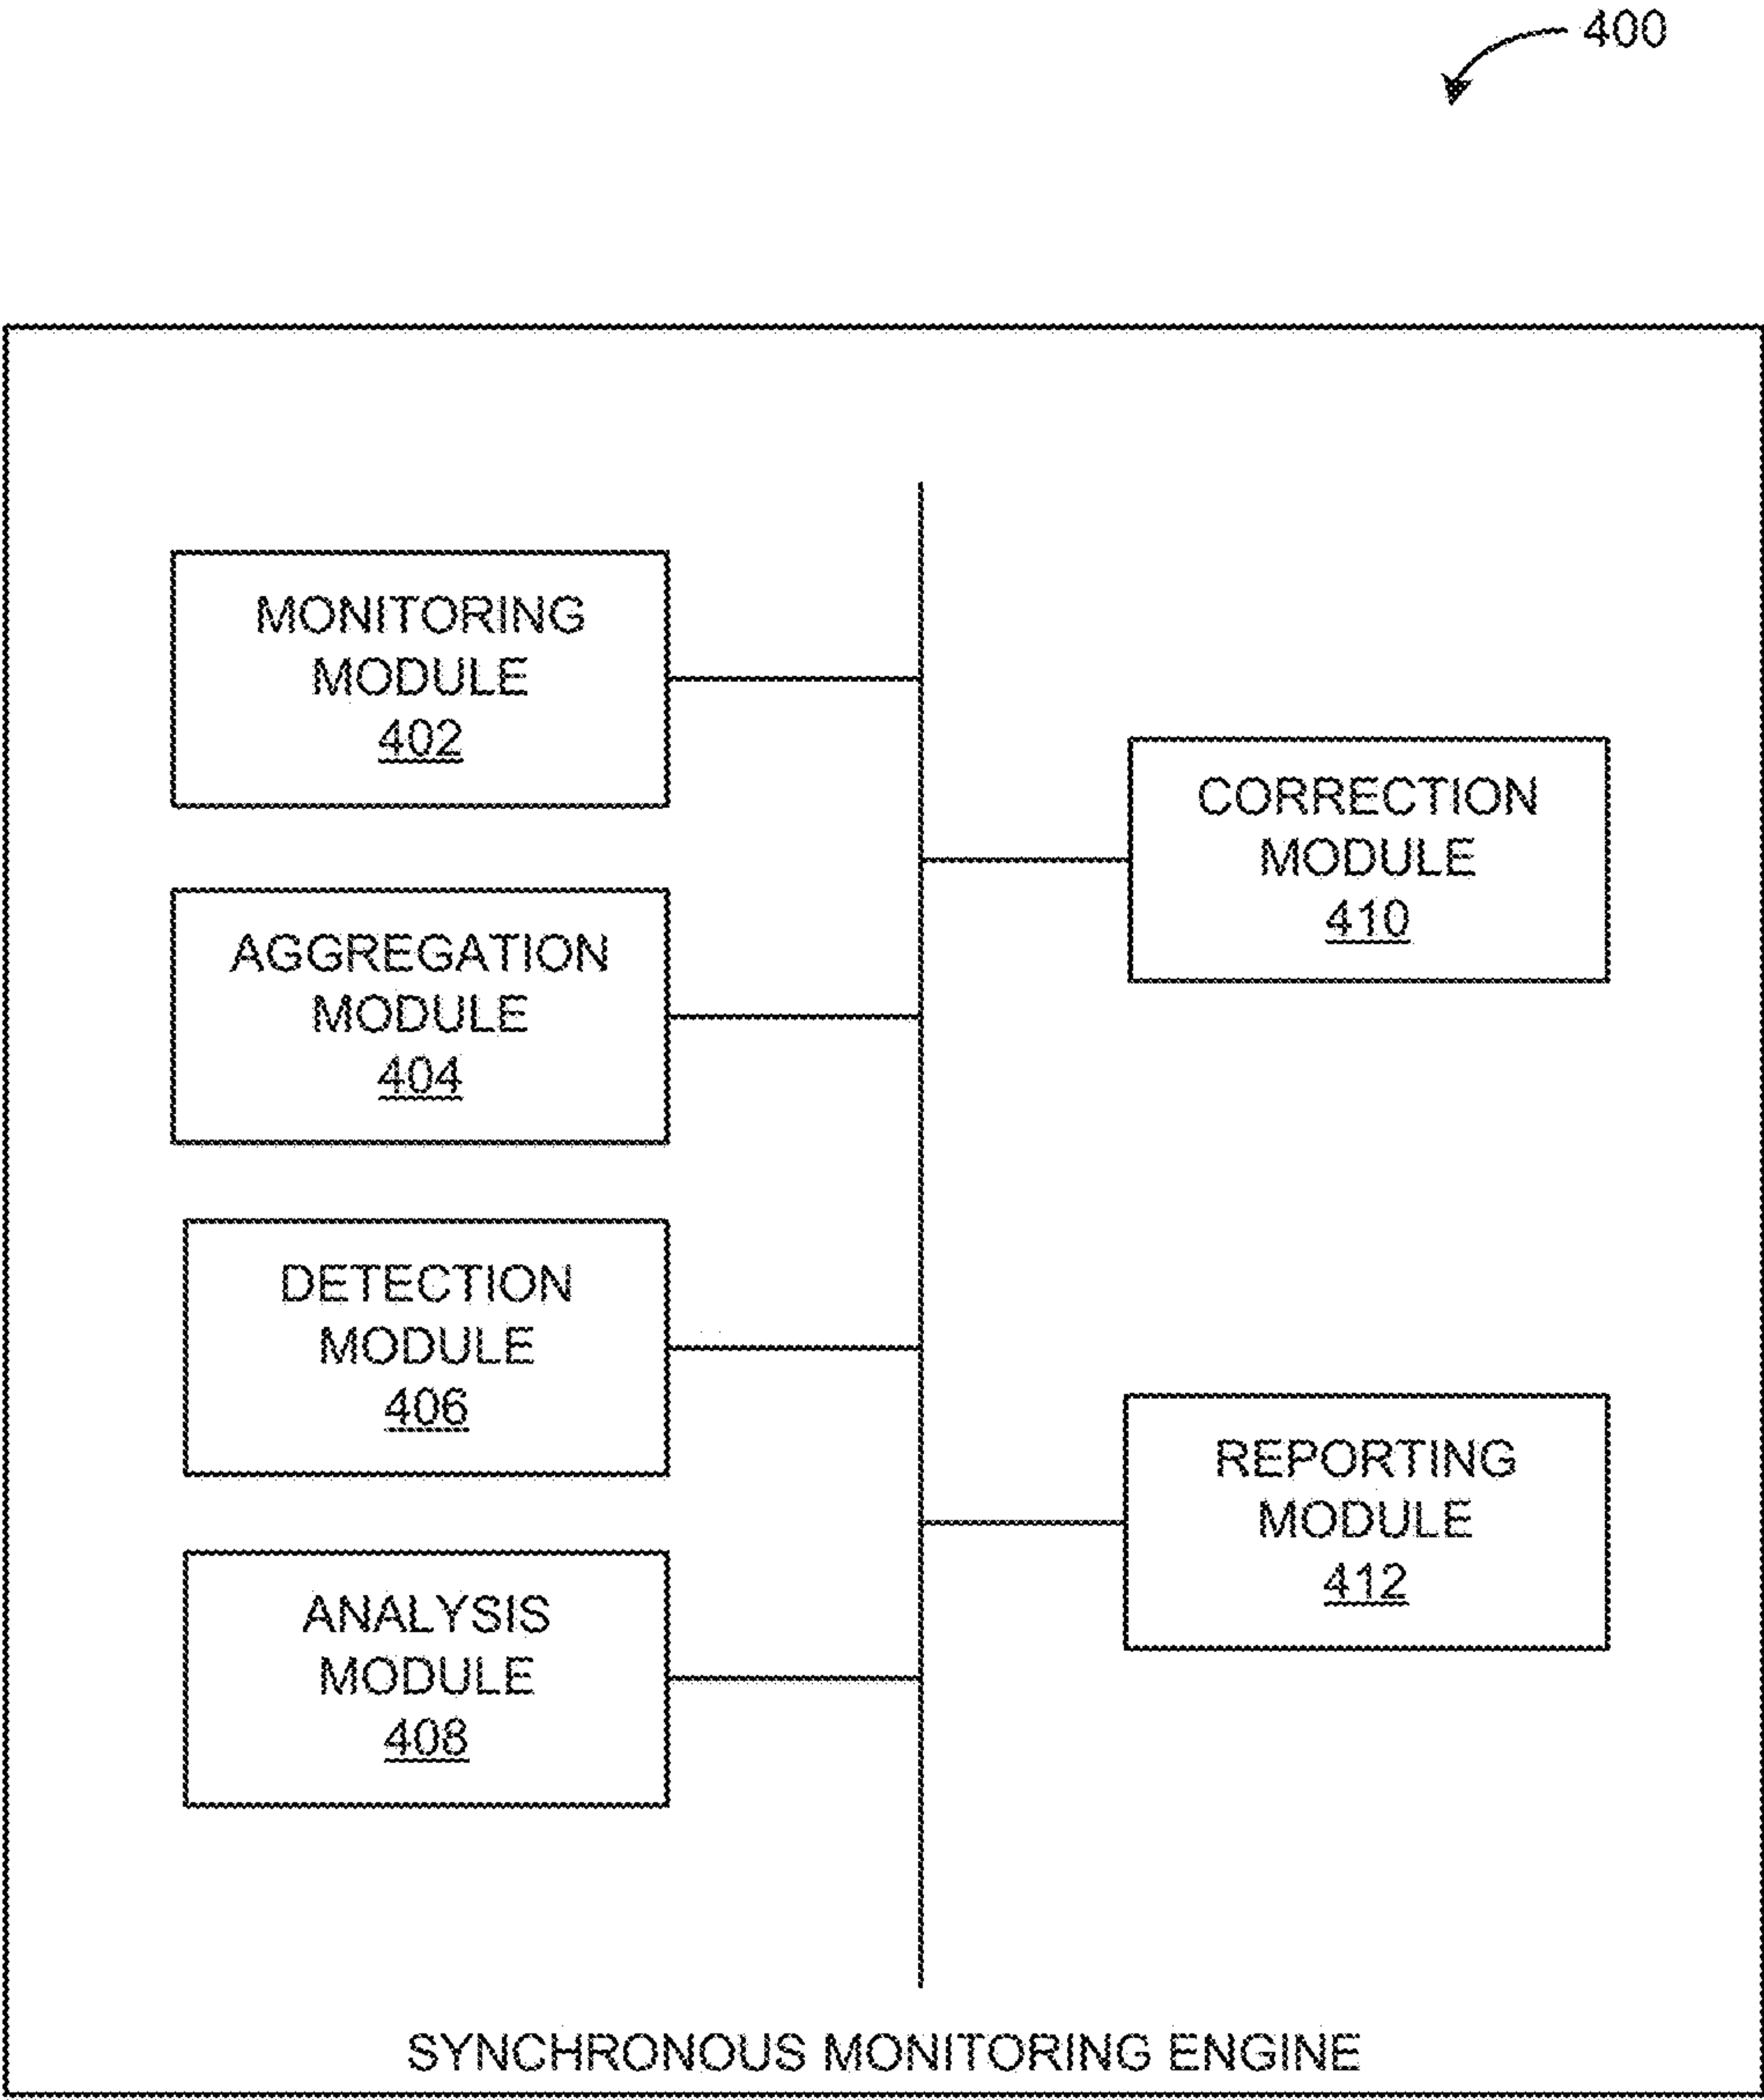 400
MONITORING
MODULE
402
AGGREGATION
MODULE
404
DETECTION
MODULE
406
ANALYSIS
MODULE
408
CORRECTION
MODULE
410
REPORTING
MODULE
412
SYNCHRONOUS MONITORING ENGINE